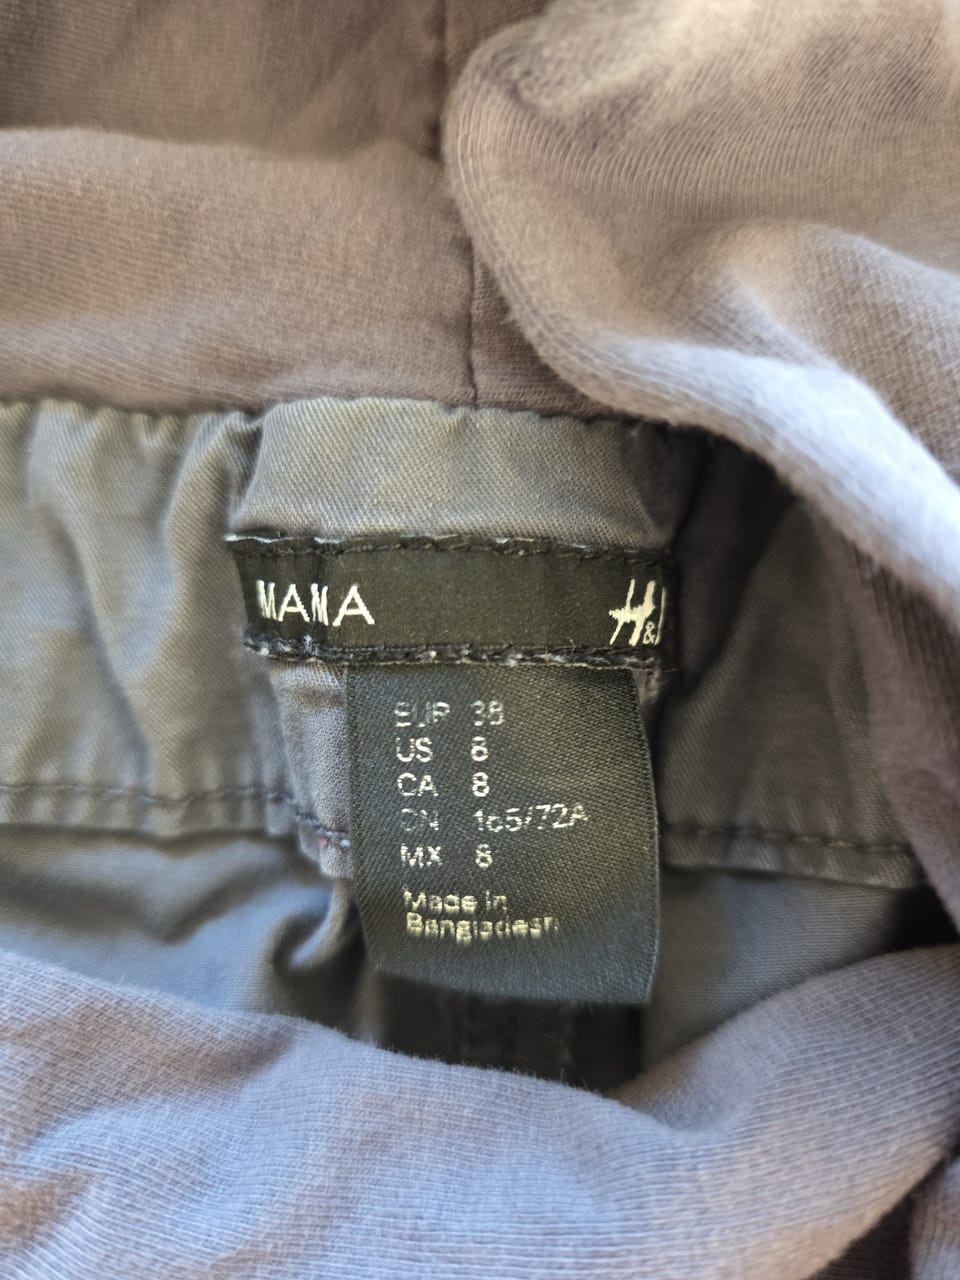 MAMA H&
EUR 38
US 8
CA 8
CN 165/72A
MX 8
Made in
Bangladesh